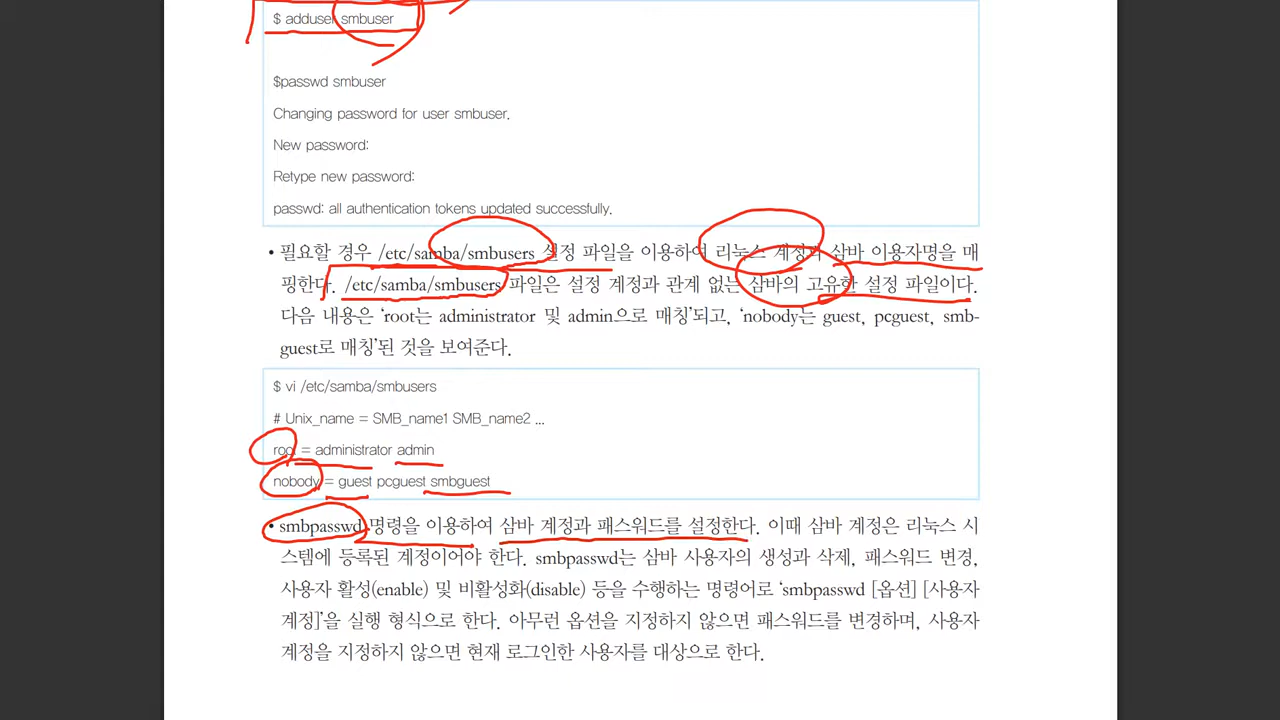 $ adduser smbuser
$passwd smbuser
Changing password for user smbuser.
New password:
Retype new password:
passwd: all authentication tokens updated successfully.
• 필요할 경우 /etc/samba/smbusers 설정 파일을 이용하여 리눅스 계정과 삼바 이용자명을 매
핑한다. /etc/samba/smbusers 파일은 설정 계정과 관계 없는 삼바의 고유한 설정 파일이다.
다음 내용은 ‘root는 administrator 및 admin으로 매칭’되고, ‘nobody는 guest, pcguest, smb-
guest로 매칭’된 것을 보여준다.
$ vi /etc/samba/smbusers
# Unix_name = SMB_name1 SMB_name2 ...
root = administrator admin
nobody = guest pcguest smbguest
• smbpasswd 명령을 이용하여 삼바 계정과 패스워드를 설정한다. 이때 삼바 계정은 리눅스 시
스템에 등록된 계정이어야 한다. smbpasswd는 삼바 사용자의 생성과 삭제, 패스워드 변경,
사용자 활성(enable) 및 비활성화(disable) 등을 수행하는 명령어로 ‘smbpasswd [옵션] [사용자
계정]’을 실행 형식으로 한다. 아무런 옵션을 지정하지 않으면 패스워드를 변경하며, 사용자
계정을 지정하지 않으면 현재 로그인한 사용자를 대상으로 한다.